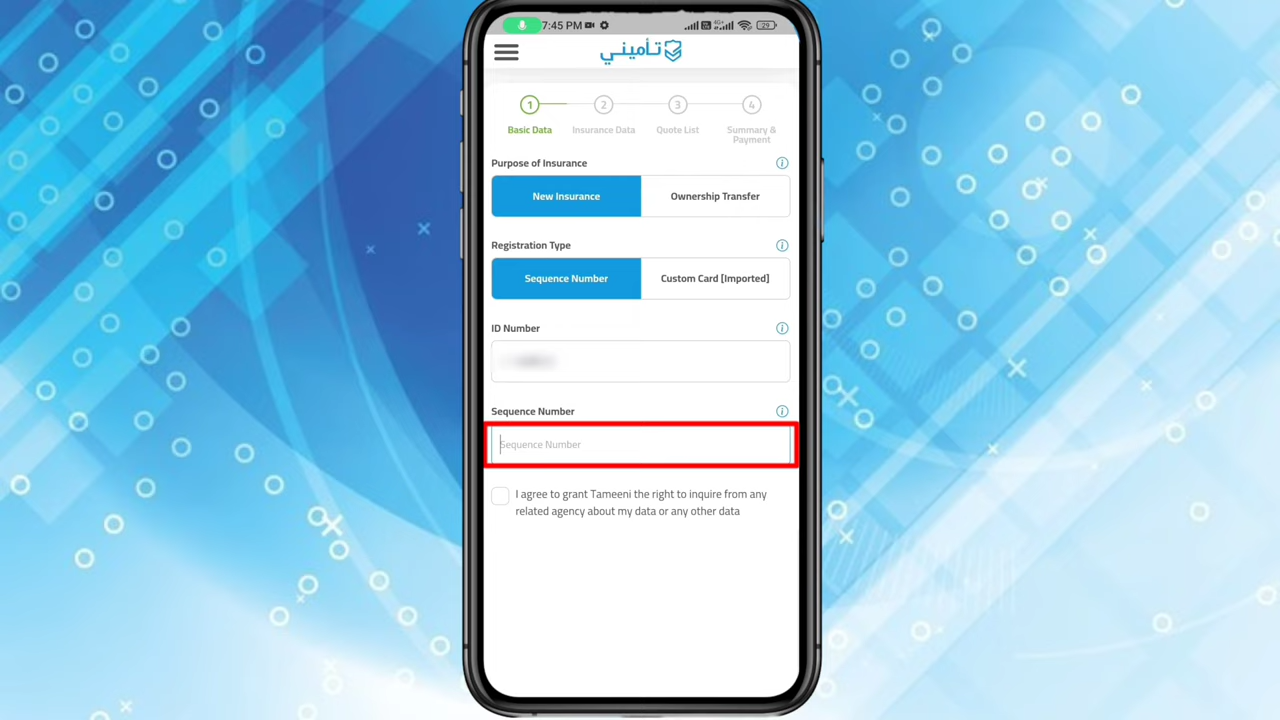 7:45 PM
4G+
29
تأميني
1
2
3
4
Basic Data
Insurance Data
Quote List
Summary &
Payment
Purpose of Insurance
New Insurance
Ownership Transfer
Registration Type
Sequence Number
Custom Card [Imported]
ID Number
Sequence Number
Sequence Number
I agree to grant Tameeni the right to inquire from any
related agency about my data or any other data